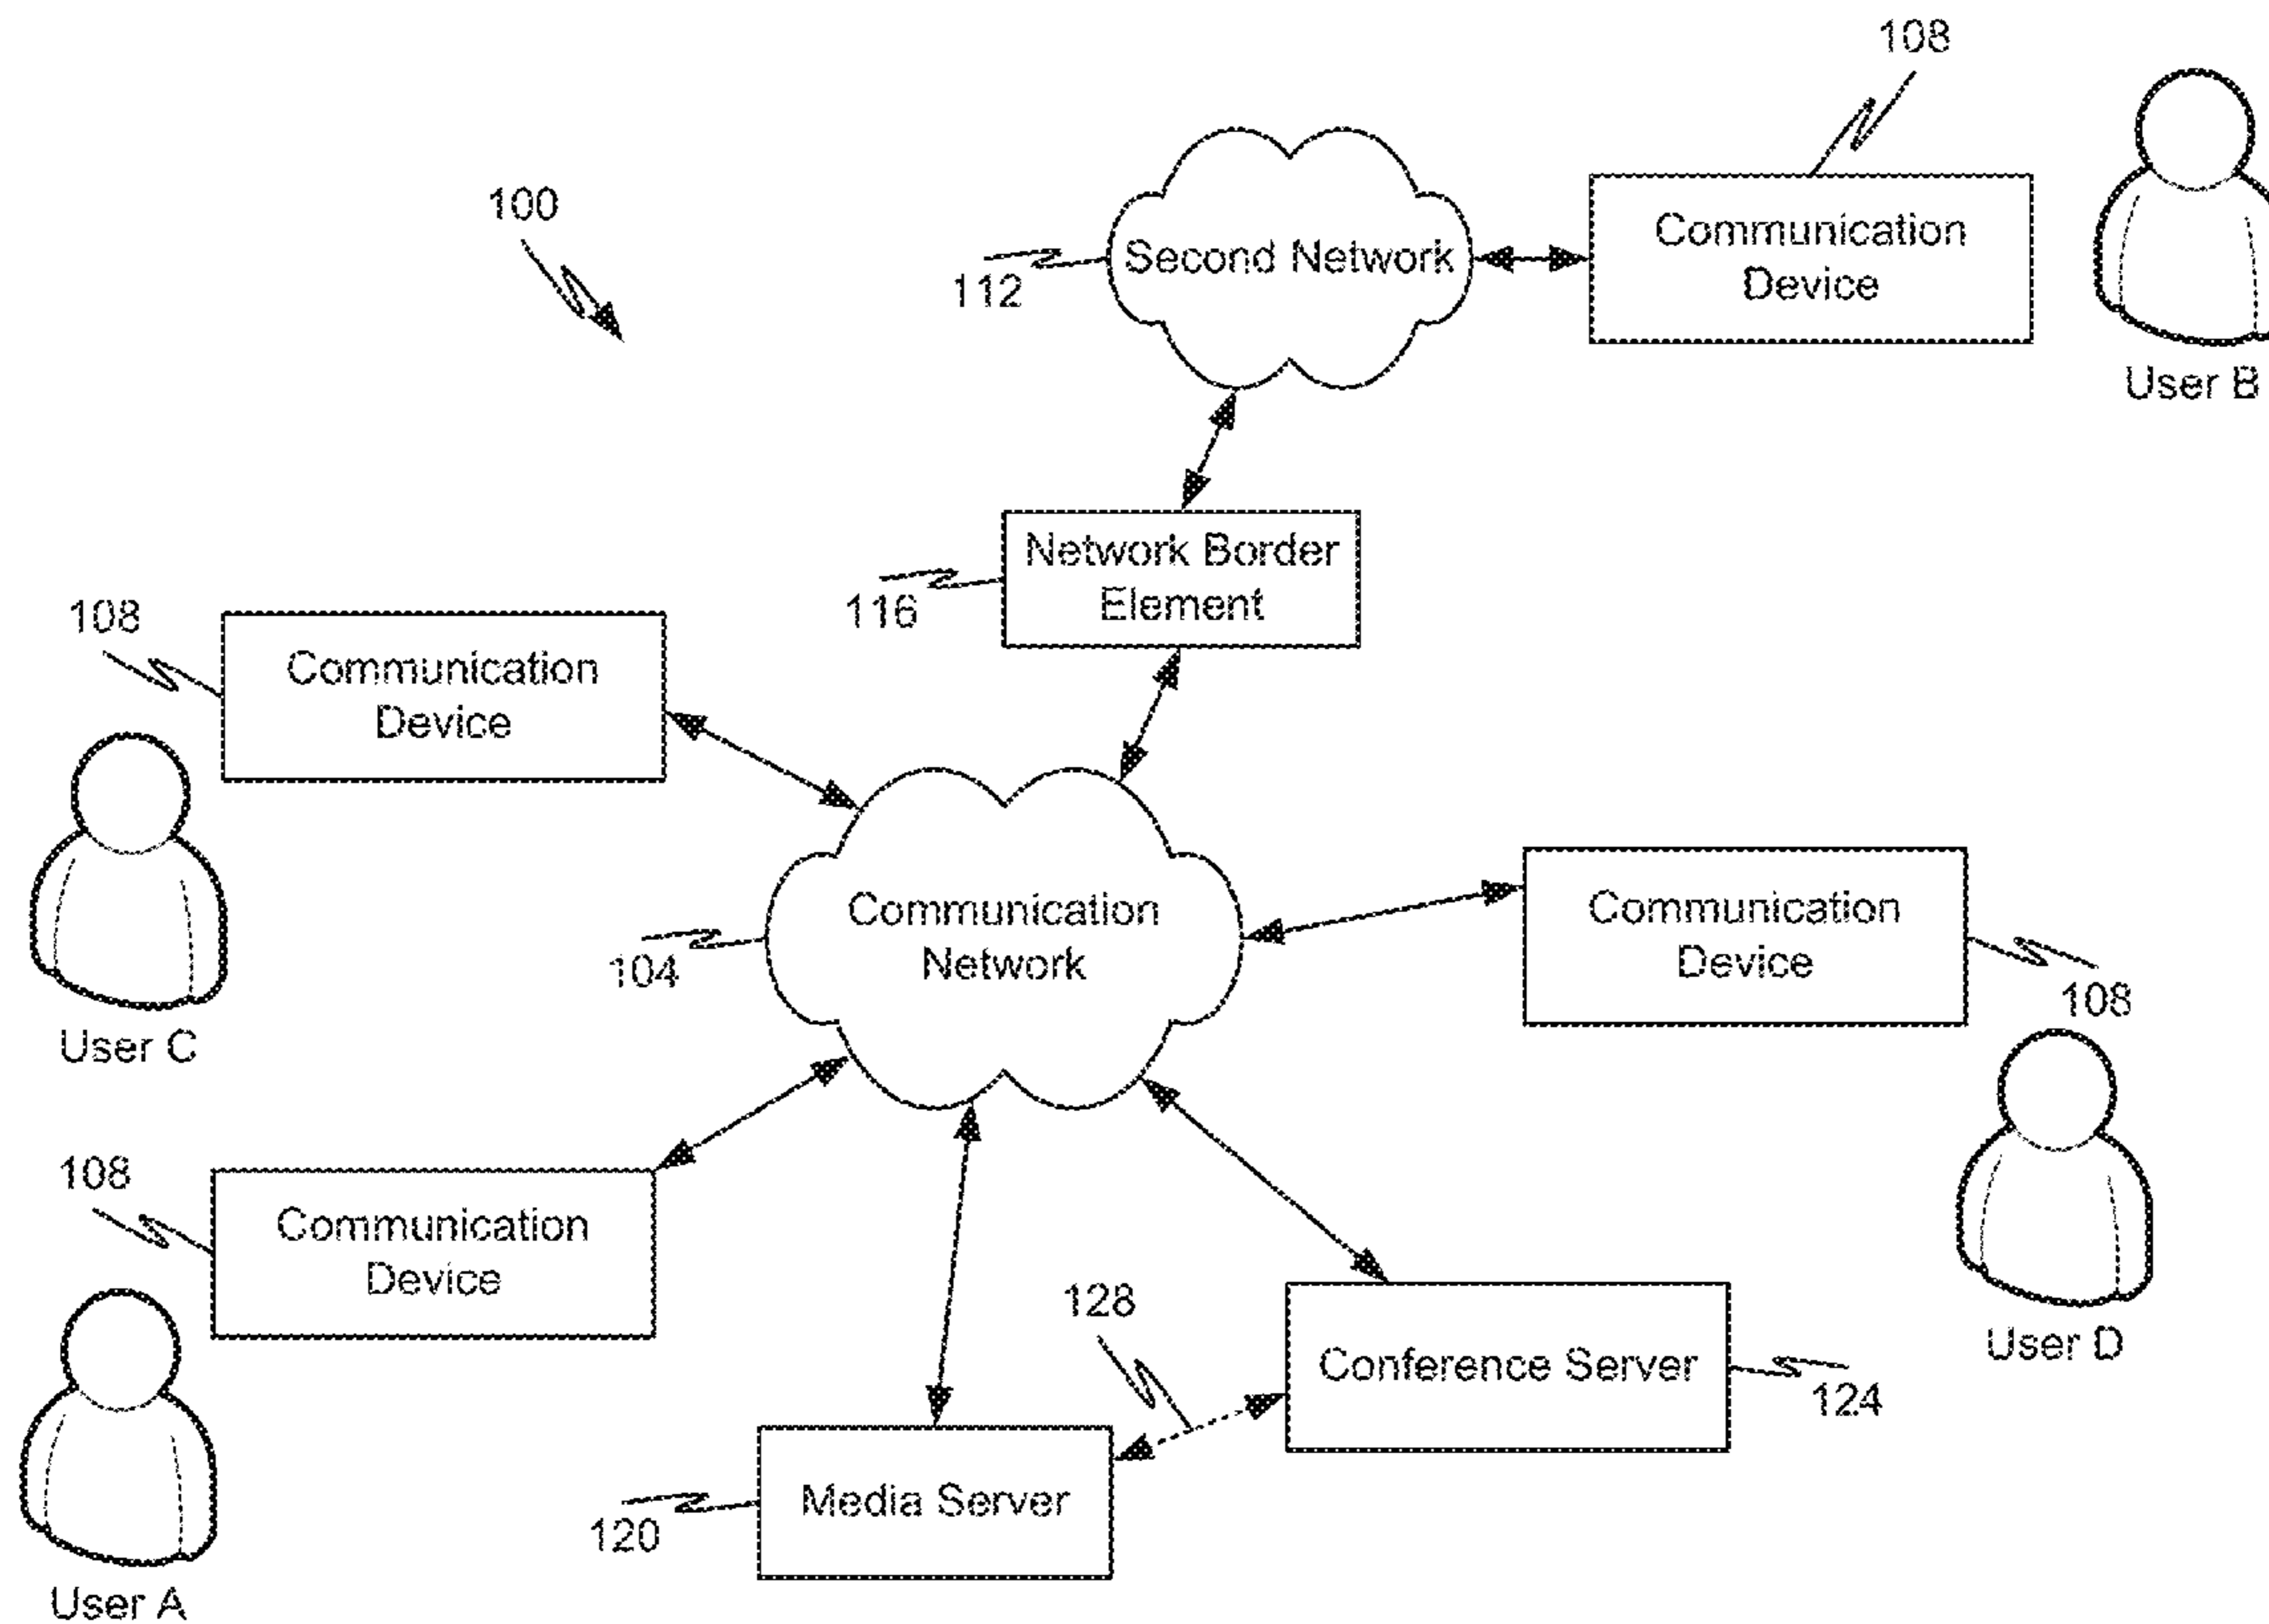 108
100
Second Network
112
Communication
Device
User B
Network Border
Element
116
108
Communication
Device
User C
Communication
Network
104
Communication
Device
108
108
Communication
Device
User A
User D
128
Conference Server
124
Media Server
120